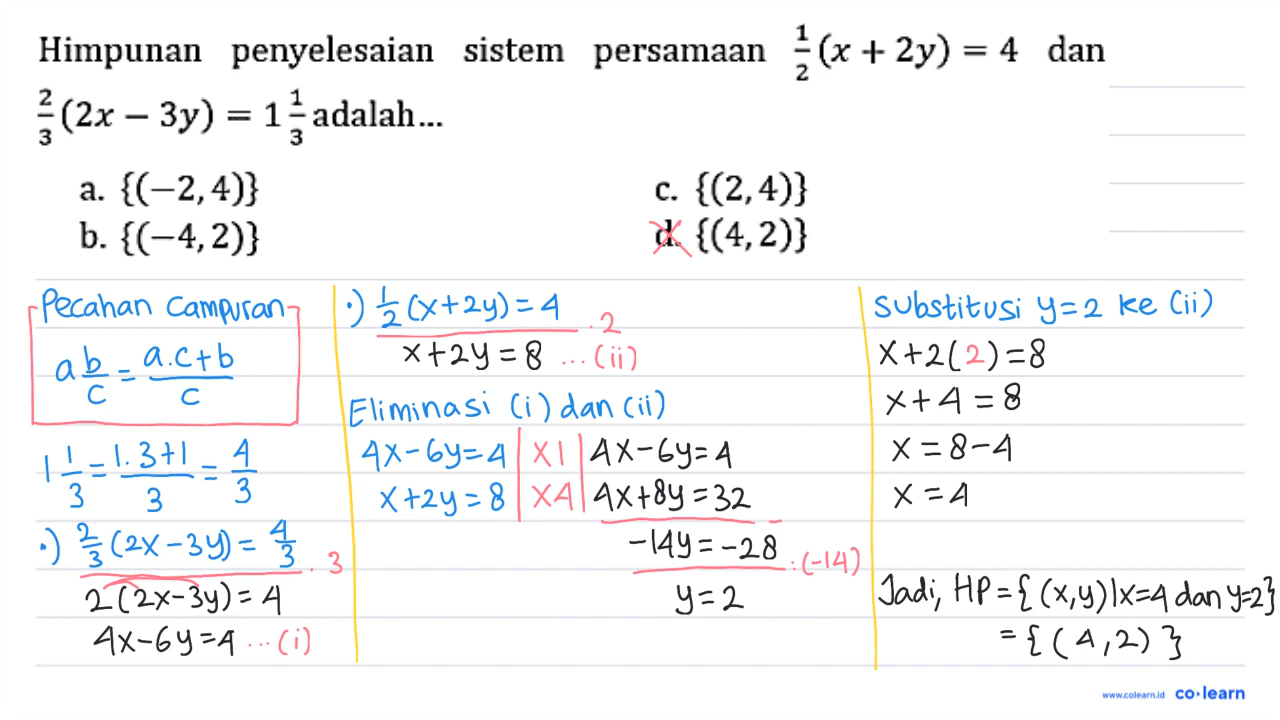 Himpunan penyelesaian sistem persamaan 1/2 (x + 2y) = 4 dan
2/3 (2x − 3y) = 1 1/3 adalah...
a. {(−2, 4)}
b. {(−4, 2)}
c. {(2, 4)}
d. {(4, 2)}
Pecahan Campuran
a b/c = a.c+b/c
1 1/3 = 1.3+1/3 = 4/3
•) 2/3 (2x−3y) = 4/3 .3
2(2x−3y) = 4
4x−6y=4 ...(i)
•) 1/2 (x+2y) = 4 .2
x+2y = 8 ...(ii)
Eliminasi (i) dan (ii)
4x−6y=4 | x1 | 4x−6y=4
x+2y=8 | x4 | 4x+8y=32 −
−14y = −28 :(−14)
y = 2
Substitusi y=2 ke (ii)
x+2(2)=8
x+4=8
x=8−4
x=4
Jadi, HP={(x,y)|x=4 dan y=2}
= {(4,2)}
www.colearn.id co·learn